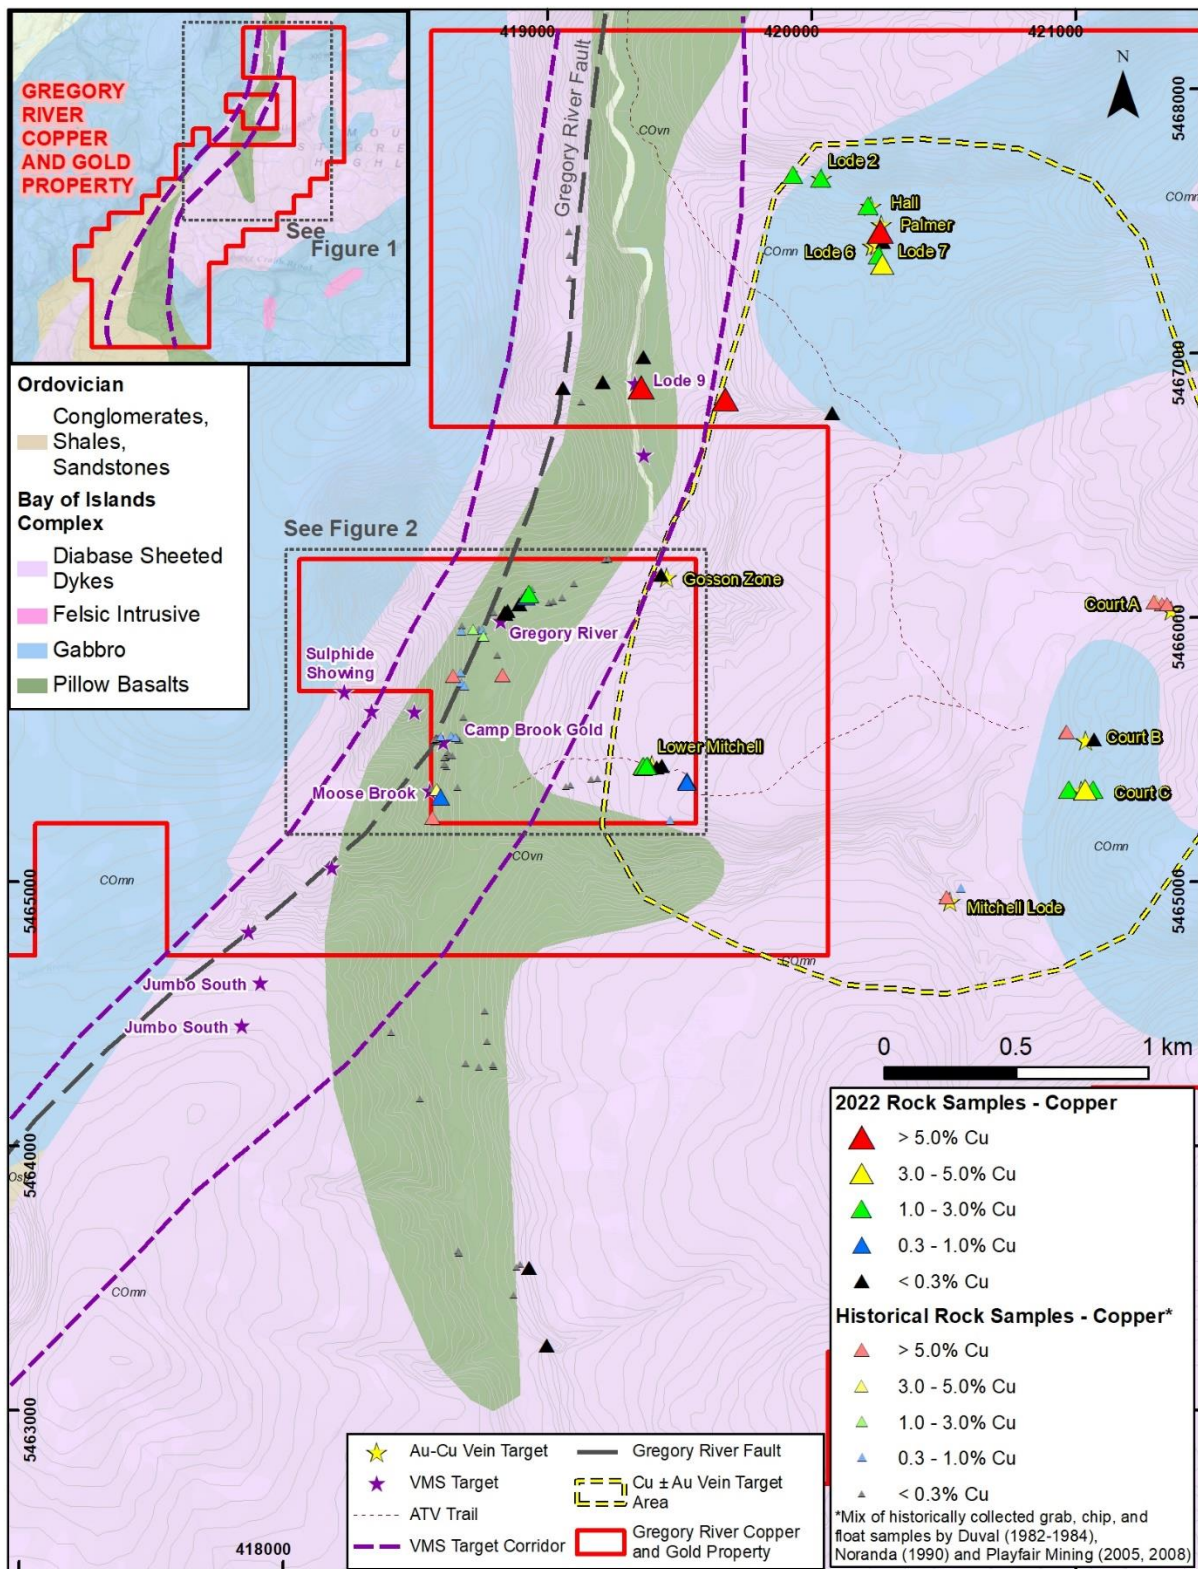 GREGORY
RIVER
COPPER
AND GOLD
PROPERTY
See
Figure 1
419000
420000
421000
N
5468000
5467000
5466000
5465000
Gregory River Fault
COvn
COmn
COmn
Lode 2
Hall
Palmer
Lode 6
Lode 7
Lode 9
Ordovician
Conglomerates,
Shales,
Sandstones
Bay of Islands
Complex
Diabase Sheeted
Dykes
Felsic Intrusive
Gabbro
Pillow Basalts
See Figure 2
Gosson Zone
Court A
Gregory River
Sulphide
Showing
Camp Brook Gold
Lower Mitchell
Court B
Moose Brook
Court C
COvn
COmn
COmn
Mitchell Lode
COmn
Jumbo South
Jumbo South
5465000
5464000
5463000
COmn
418000
0 0.5 1 km
2022 Rock Samples - Copper
> 5.0% Cu
3.0 - 5.0% Cu
1.0 - 3.0% Cu
0.3 - 1.0% Cu
< 0.3% Cu
Historical Rock Samples - Copper*
> 5.0% Cu
3.0 - 5.0% Cu
1.0 - 3.0% Cu
0.3 - 1.0% Cu
< 0.3% Cu
*Mix of historically collected grab, chip, and
float samples by Duval (1982-1984),
Noranda (1990) and Playfair Mining (2005, 2008)
Au-Cu Vein Target
VMS Target
ATV Trail
VMS Target Corridor
Gregory River Fault
Cu ± Au Vein Target
Area
Gregory River Copper
and Gold Property